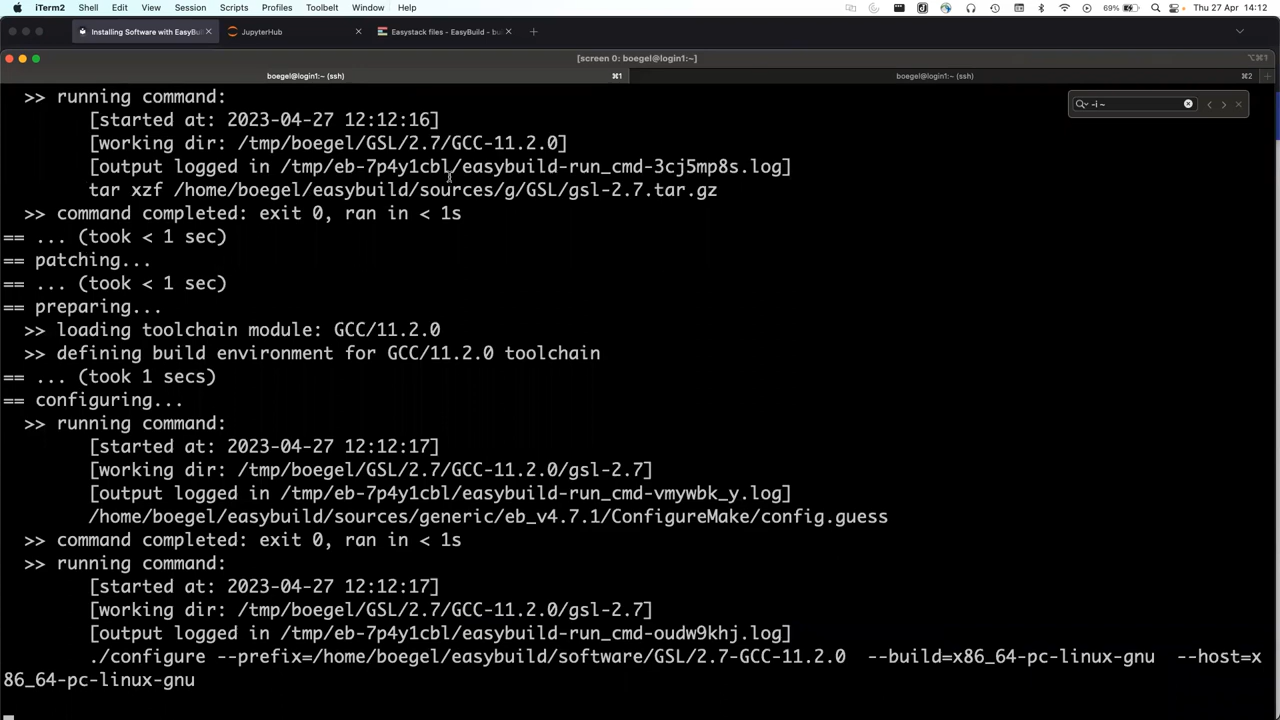 iTerm2 Shell Edit View Session Scripts Profiles Toolbelt Window Help 69% Thu 27 Apr 14:12
Installing Software with EasyBui × JupyterHub × Easystack files - EasyBuild - bu × +
[screen 0: boegel@login1:~] ⌥⌘1
boegel@login1:~ (ssh) ⌘1 boegel@login1:~ (ssh) ⌘2 +
-i ~
>> running command:
[started at: 2023-04-27 12:12:16]
[working dir: /tmp/boegel/GSL/2.7/GCC-11.2.0]
[output logged in /tmp/eb-7p4y1cbl/easybuild-run_cmd-3cj5mp8s.log]
tar xzf /home/boegel/easybuild/sources/g/GSL/gsl-2.7.tar.gz
>> command completed: exit 0, ran in < 1s
== ... (took < 1 sec)
== patching...
== ... (took < 1 sec)
== preparing...
>> loading toolchain module: GCC/11.2.0
>> defining build environment for GCC/11.2.0 toolchain
== ... (took 1 secs)
== configuring...
>> running command:
[started at: 2023-04-27 12:12:17]
[working dir: /tmp/boegel/GSL/2.7/GCC-11.2.0/gsl-2.7]
[output logged in /tmp/eb-7p4y1cbl/easybuild-run_cmd-vmywbk_y.log]
/home/boegel/easybuild/sources/generic/eb_v4.7.1/ConfigureMake/config.guess
>> command completed: exit 0, ran in < 1s
>> running command:
[started at: 2023-04-27 12:12:17]
[working dir: /tmp/boegel/GSL/2.7/GCC-11.2.0/gsl-2.7]
[output logged in /tmp/eb-7p4y1cbl/easybuild-run_cmd-oudw9khj.log]
./configure --prefix=/home/boegel/easybuild/software/GSL/2.7-GCC-11.2.0 --build=x86_64-pc-linux-gnu --host=x
86_64-pc-linux-gnu